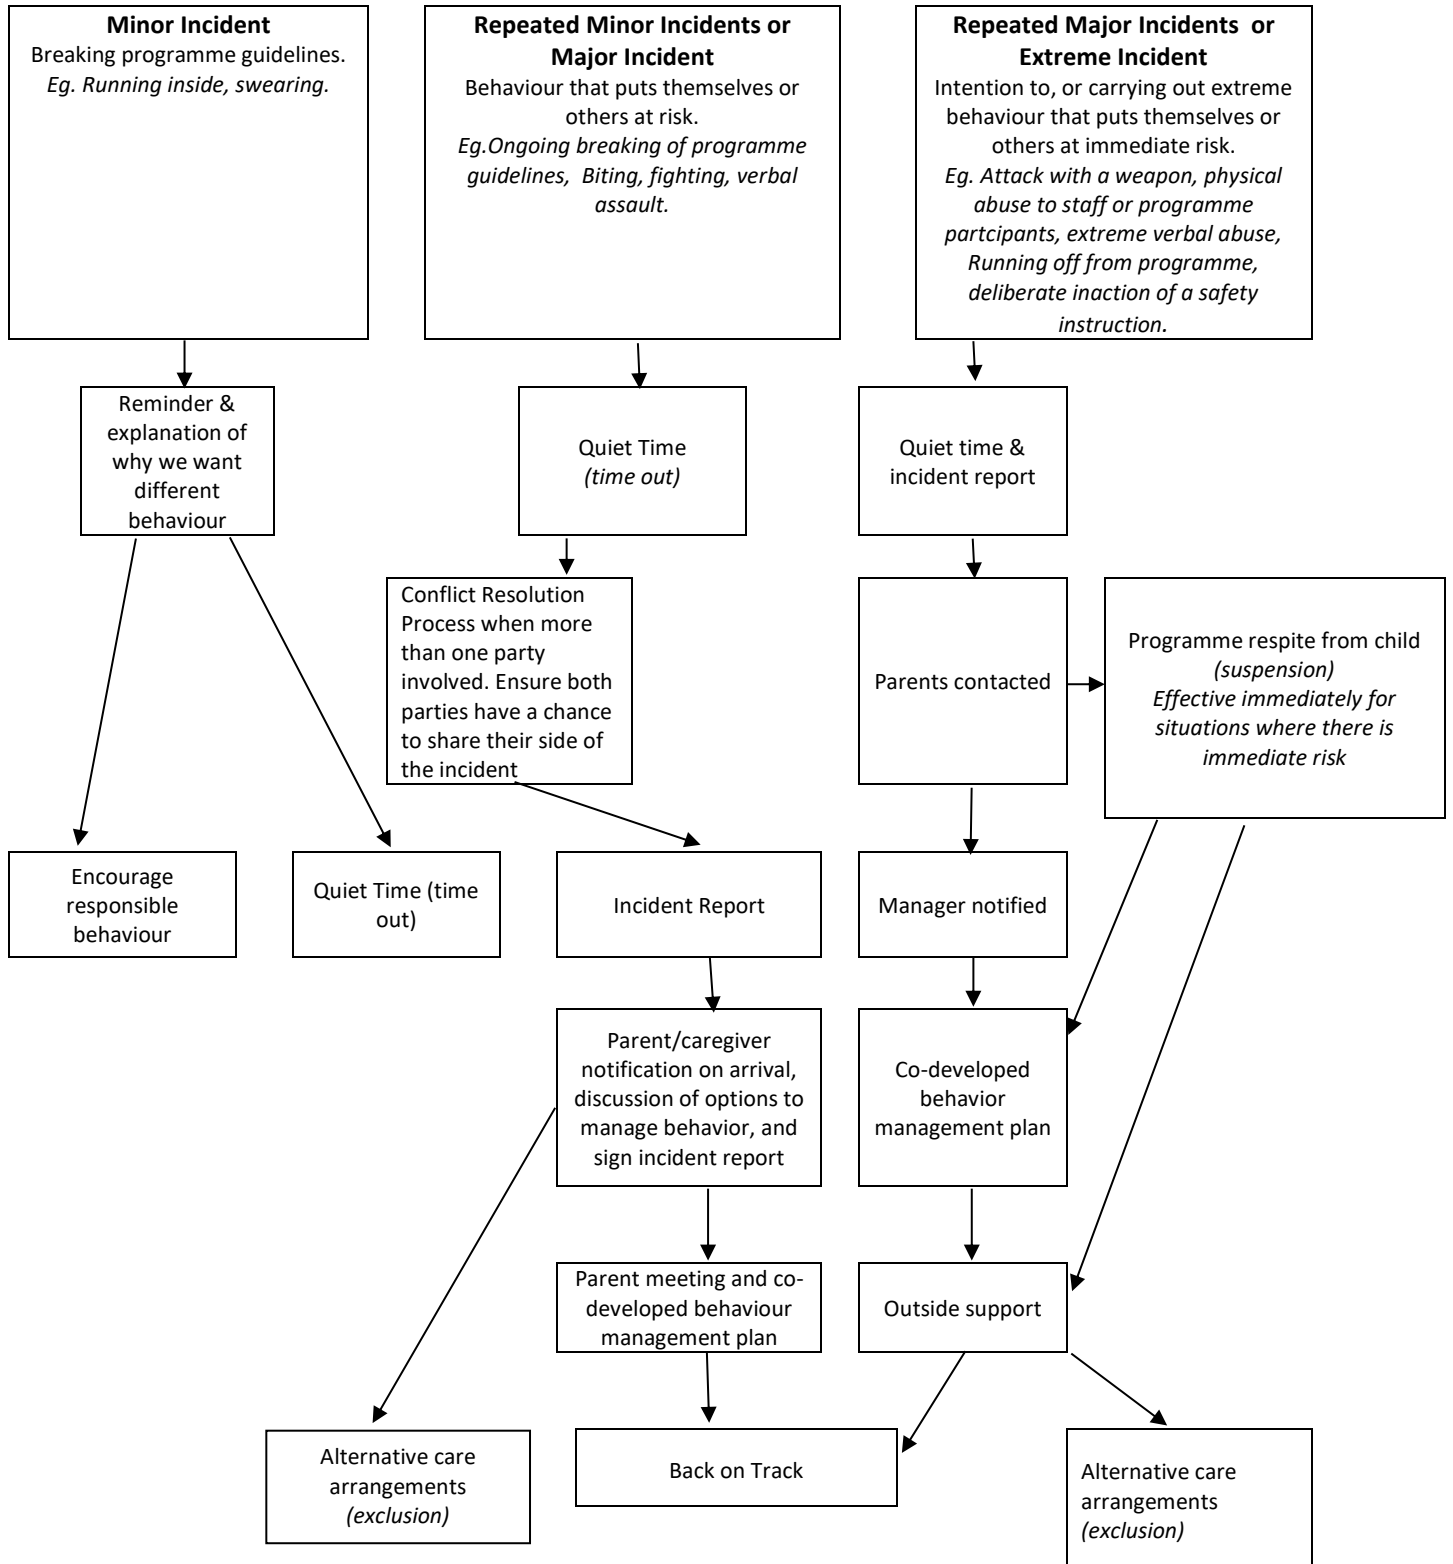 Minor Incident
Breaking programme guidelines.
Eg. Running inside, swearing.
Repeated Minor Incidents or
Major Incident
Behaviour that puts themselves or
others at risk.
Eg.Ongoing breaking of programme
guidelines, Biting, fighting, verbal
assault.
Repeated Major Incidents or
Extreme Incident
Intention to, or carrying out extreme
behaviour that puts themselves or
others at immediate risk.
Eg. Attack with a weapon, physical
abuse to staff or programme
partcipants, extreme verbal abuse,
Running off from programme,
deliberate inaction of a safety
instruction.
Reminder &
explanation of
why we want
different
behaviour
Quiet Time
(time out)
Quiet time &
incident report
Conflict Resolution
Process when more
than one party
involved. Ensure both
parties have a chance
to share their side of
the incident
Parents contacted
Programme respite from child
(suspension)
Effective immediately for
situations where there is
immediate risk
Encourage
responsible
behaviour
Quiet Time (time
out)
Incident Report
Manager notified
Parent/caregiver
notification on arrival,
discussion of options to
manage behavior, and
sign incident report
Co-developed
behavior
management plan
Parent meeting and co-
developed behaviour
management plan
Outside support
Alternative care
arrangements
(exclusion)
Back on Track
Alternative care
arrangements
(exclusion)